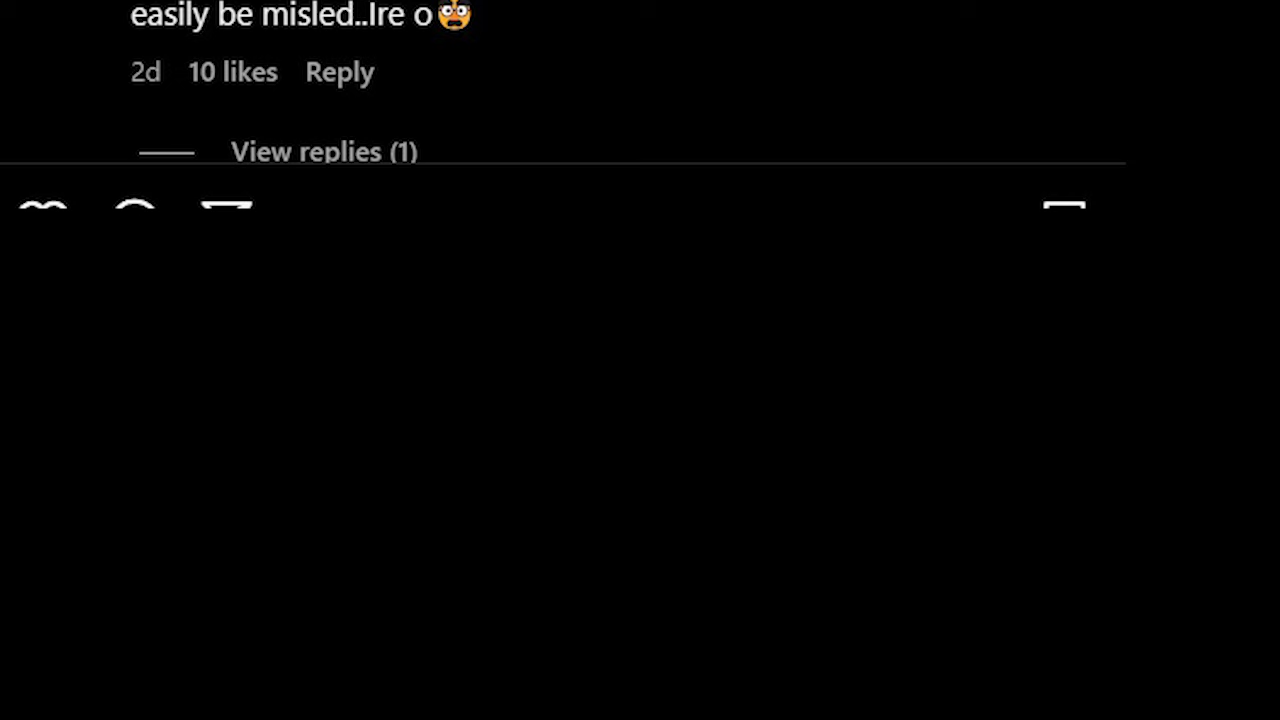 easily be misled..Ire o🥸
2d 10 likes Reply
View replies (1)